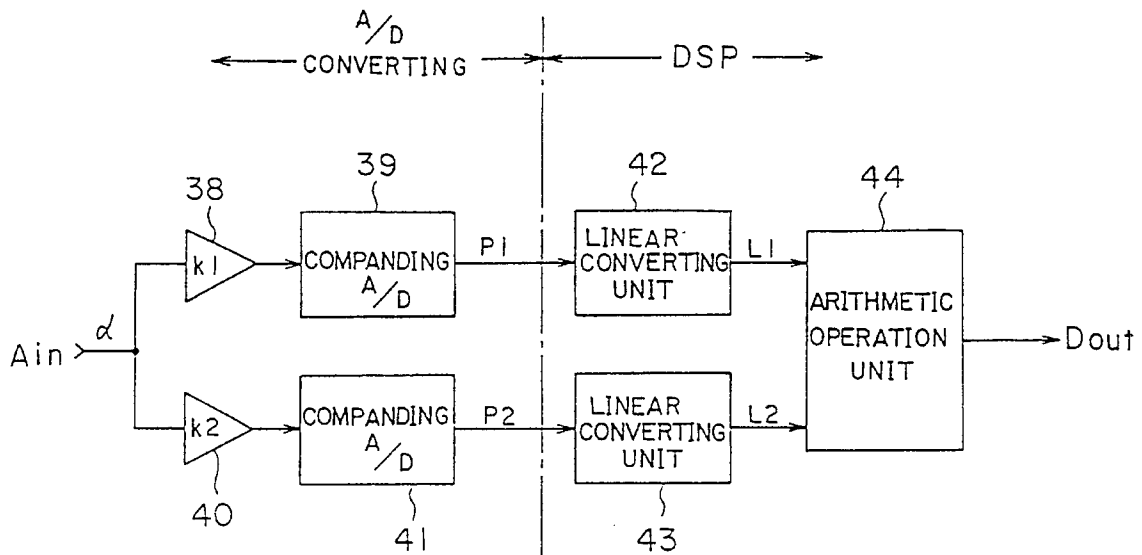 A/D
CONVERTING
DSP
38
39
42
44
k1
COMPANDING
A/D
P1
LINEAR
CONVERTING
UNIT
L1
Ain
α
ARITHMETIC
OPERATION
UNIT
Dout
k2
COMPANDING
A/D
P2
LINEAR
CONVERTING
UNIT
L2
40
41
43